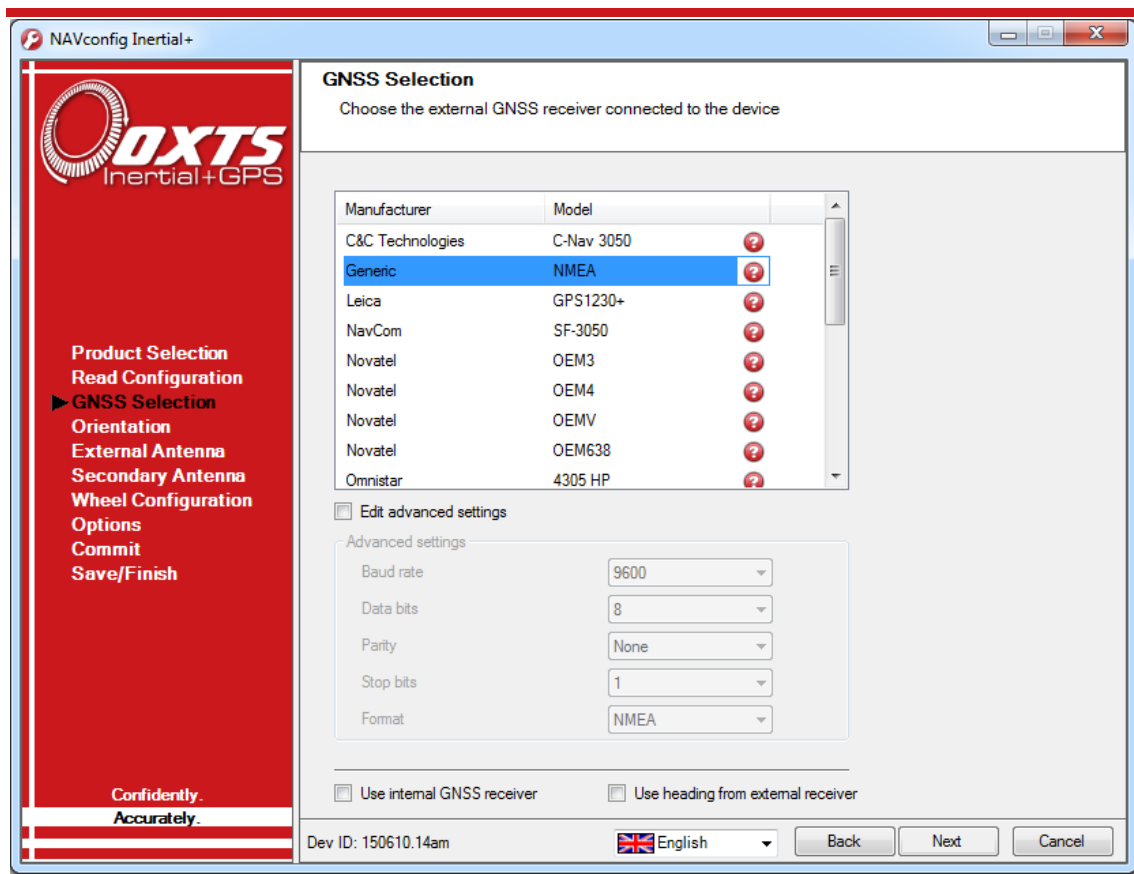 NAVconfig Inertial+
OXTS
Inertial+GPS
Product Selection
Read Configuration
GNSS Selection
Orientation
External Antenna
Secondary Antenna
Wheel Configuration
Options
Commit
Save/Finish
Confidently.
Accurately.
GNSS Selection
Choose the external GNSS receiver connected to the device
Manufacturer Model
C&C Technologies C-Nav 3050 ?
Generic NMEA ?
Leica GPS1230+ ?
NavCom SF-3050 ?
Novatel OEM3 ?
Novatel OEM4 ?
Novatel OEMV ?
Novatel OEM638 ?
Omnistar 4305 HP ?
Edit advanced settings
Advanced settings
Baud rate 9600
Data bits 8
Parity None
Stop bits 1
Format NMEA
Use internal GNSS receiver Use heading from external receiver
Dev ID: 150610.14am English Back Next Cancel